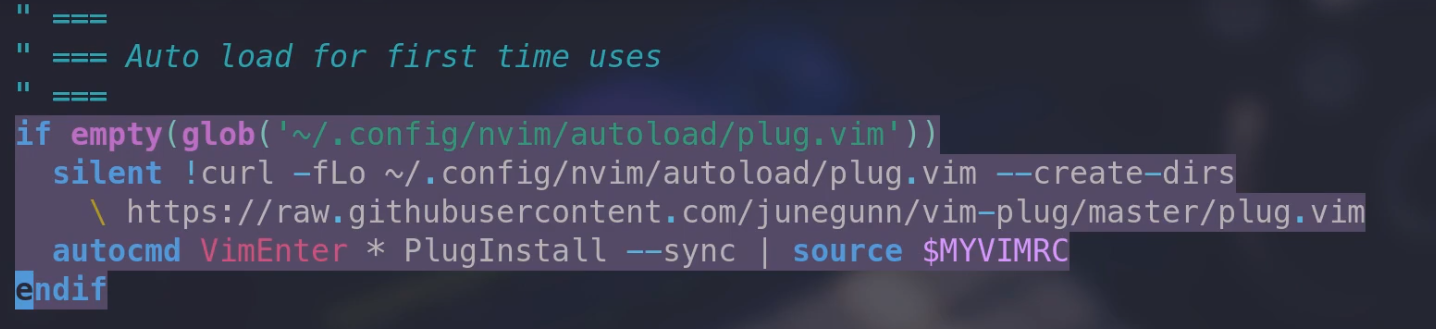 " ===
" === Auto load for first time uses
" ===
if empty(glob('~/.config/nvim/autoload/plug.vim'))
  silent !curl -fLo ~/.config/nvim/autoload/plug.vim --create-dirs
    \ https://raw.githubusercontent.com/junegunn/vim-plug/master/plug.vim
  autocmd VimEnter * PlugInstall --sync | source $MYVIMRC
endif